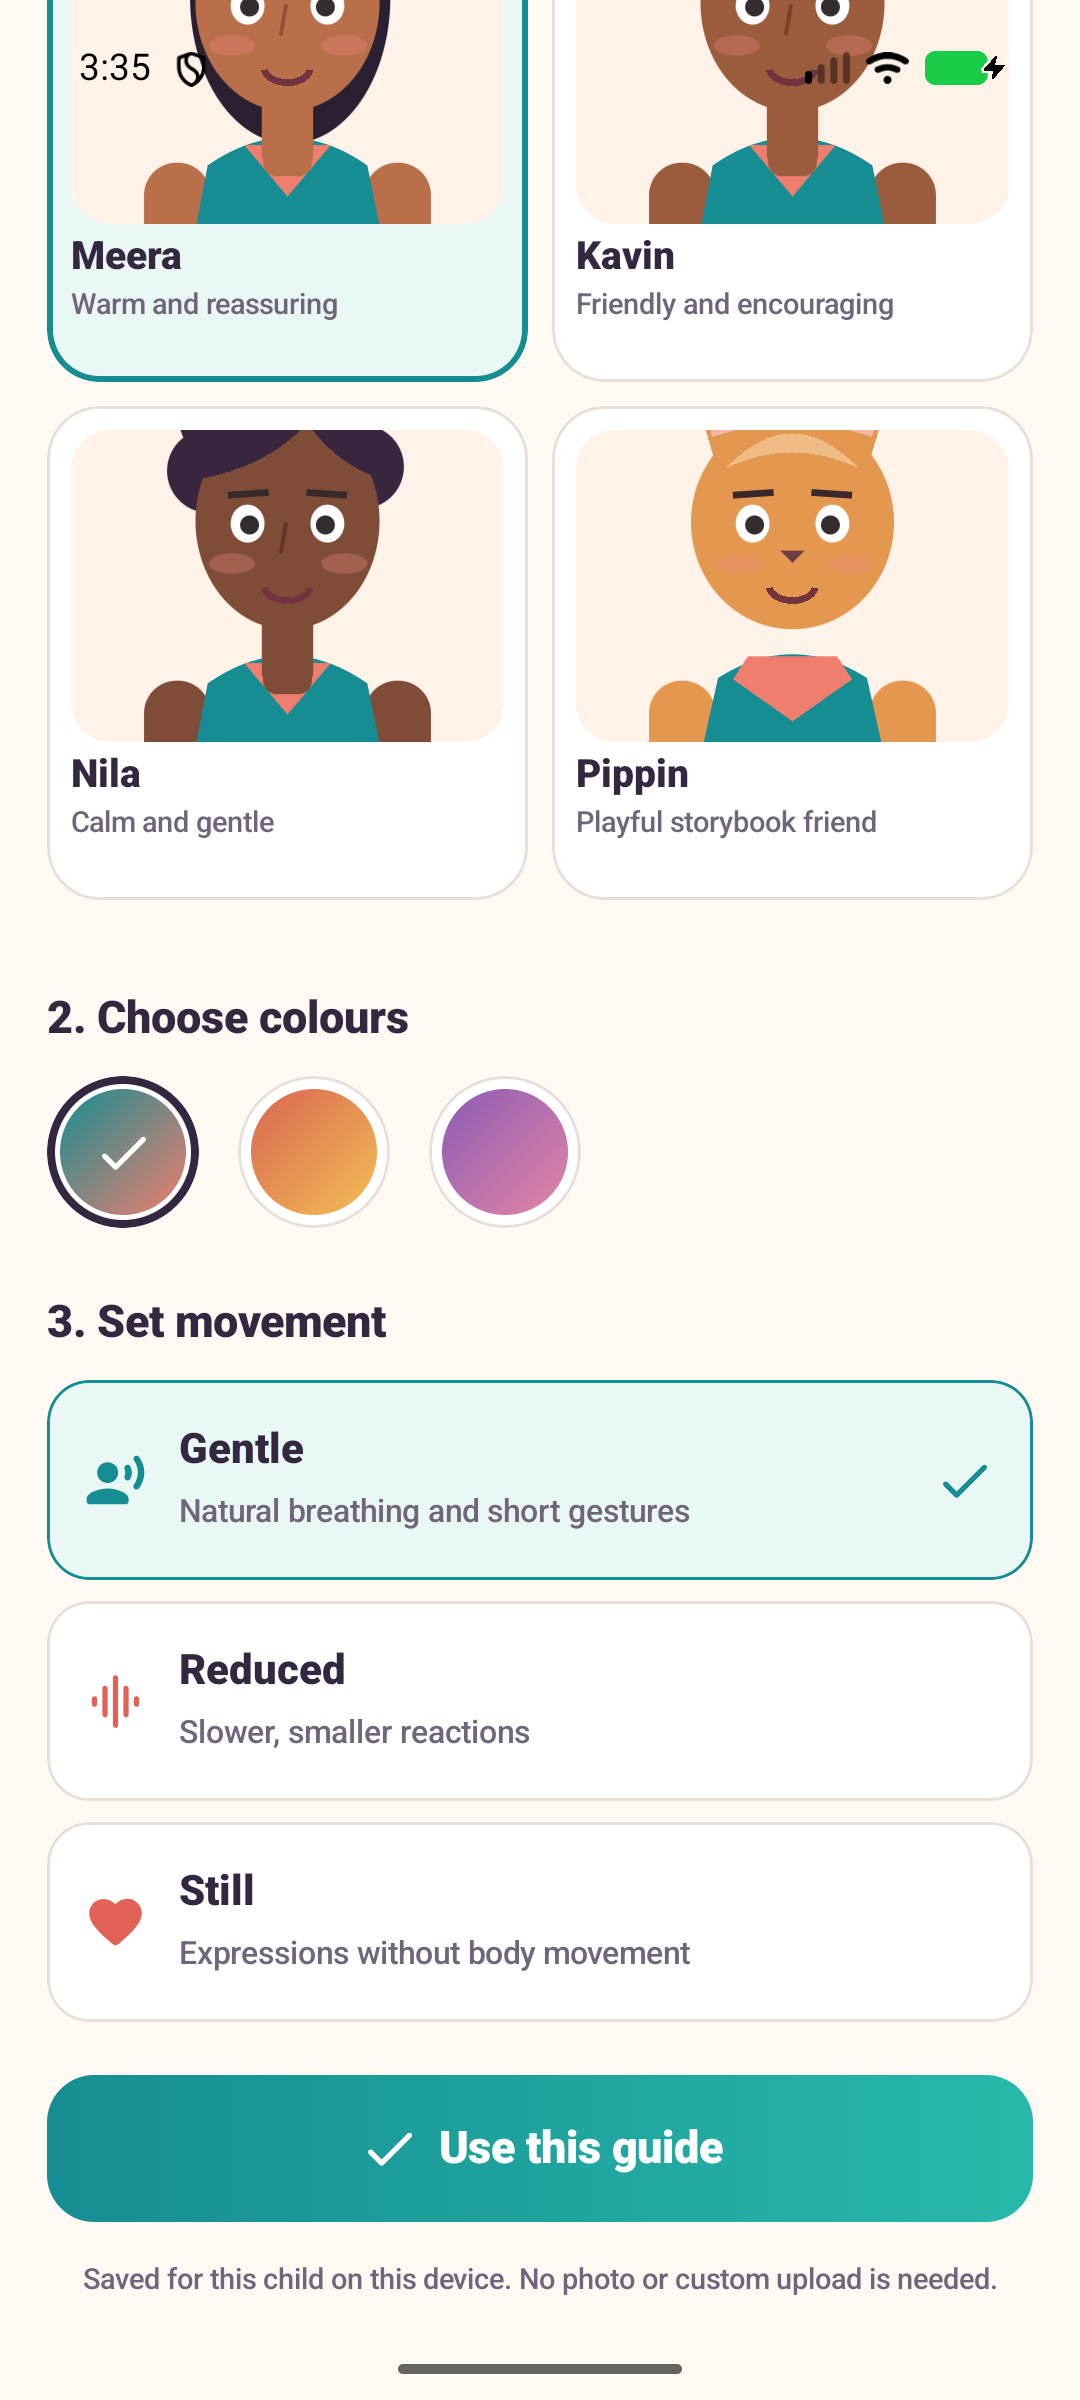 3:35
Meera
Warm and reassuring
Kavin
Friendly and encouraging
Nila
Calm and gentle
Pippin
Playful storybook friend
2. Choose colours
3. Set movement
Gentle
Natural breathing and short gestures
Reduced
Slower, smaller reactions
Still
Expressions without body movement
Use this guide
Saved for this child on this device. No photo or custom upload is needed.